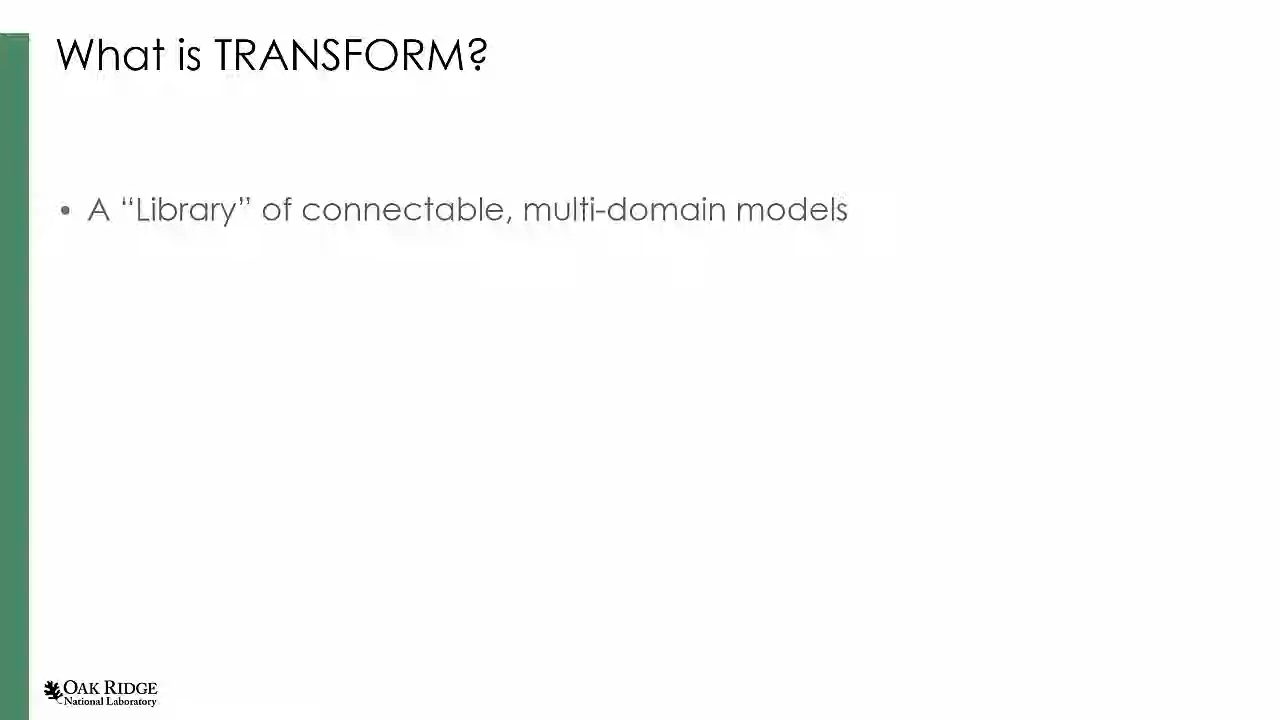 What is TRANSFORM?
• A “Library” of connectable, multi-domain models
OAK RIDGE
National Laboratory